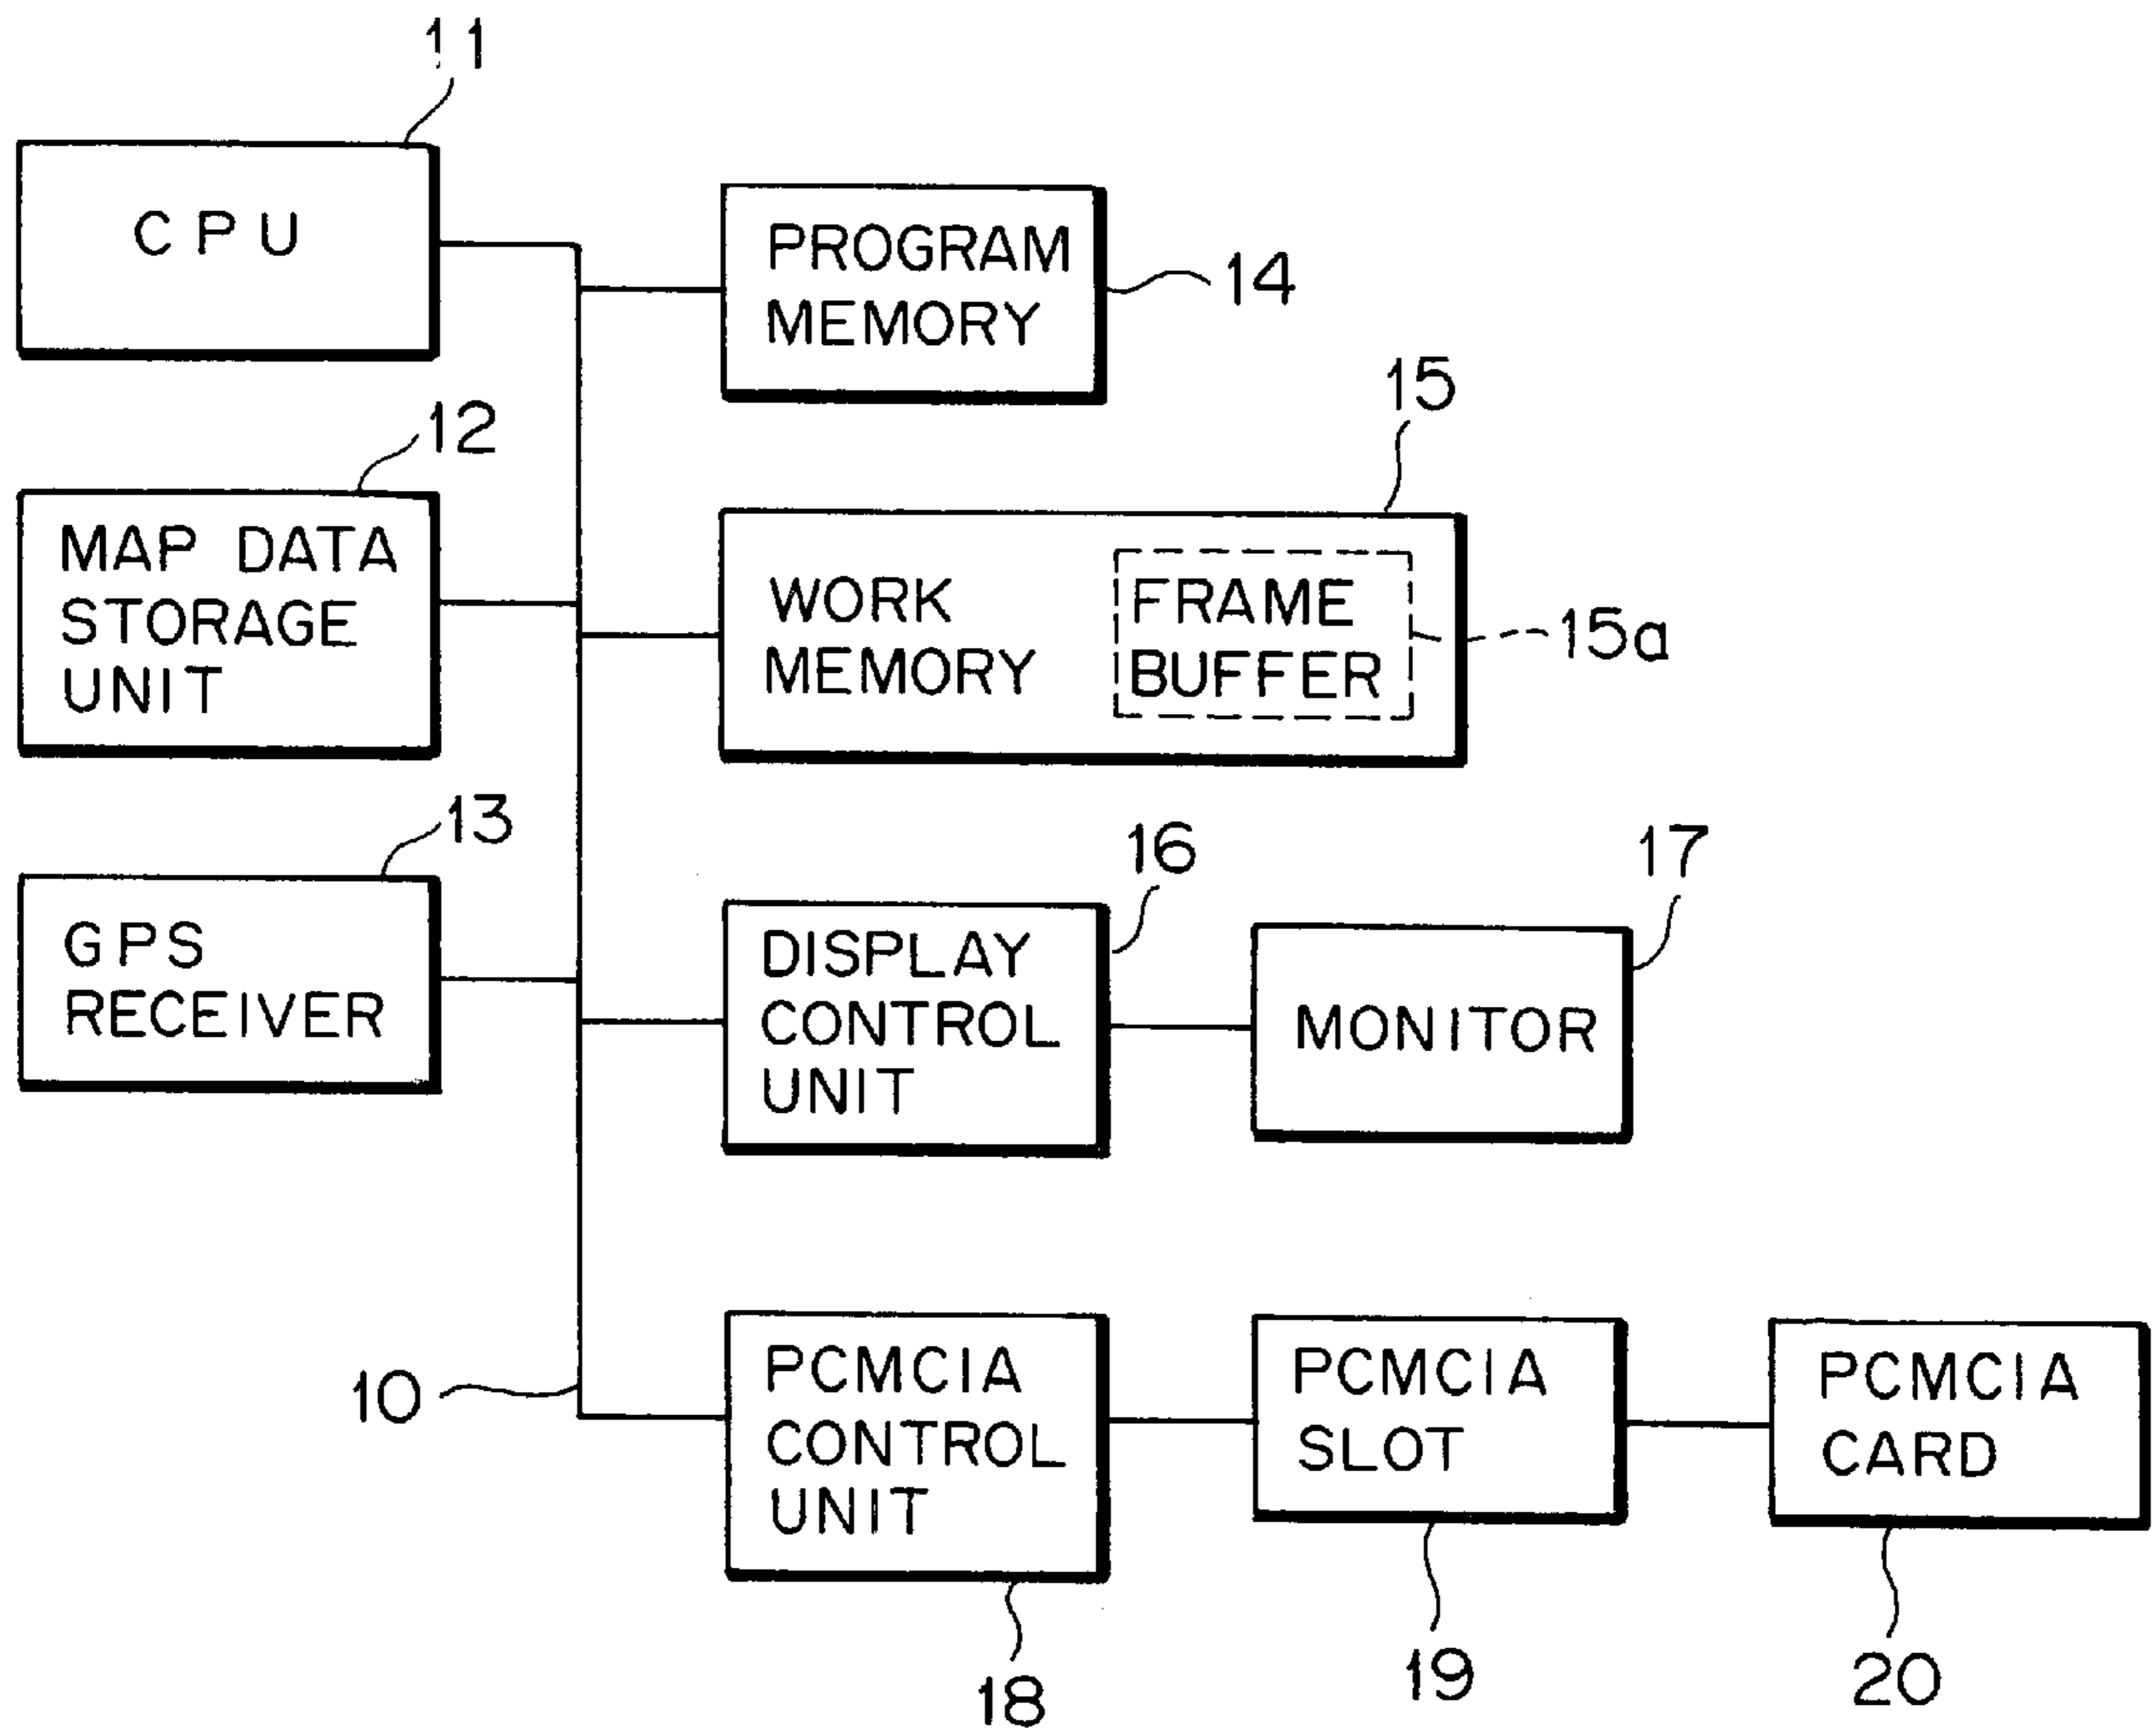 11
CPU
PROGRAM
MEMORY
14
12
MAP DATA
STORAGE
UNIT
15
WORK
MEMORY
FRAME
BUFFER
15a
13
GPS
RECEIVER
16
DISPLAY
CONTROL
UNIT
17
MONITOR
10
PCMCIA
CONTROL
UNIT
18
PCMCIA
SLOT
19
PCMCIA
CARD
20